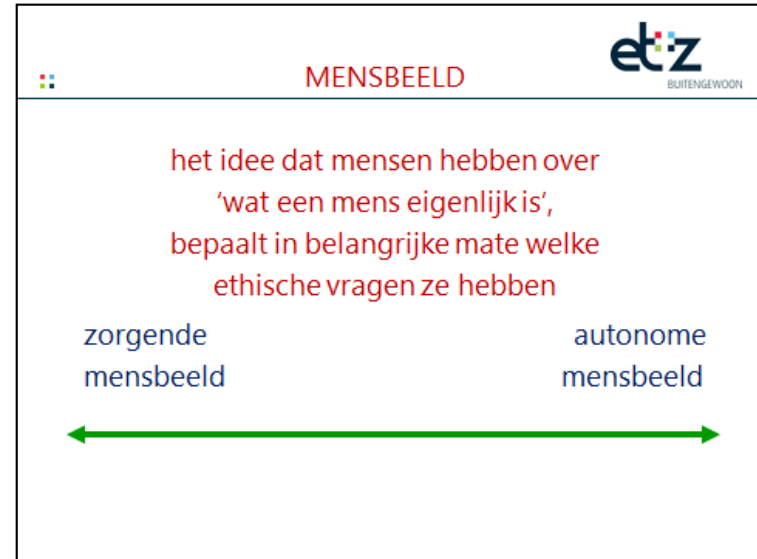 MENSBEELD
etz
BUITENGEWOON
het idee dat mensen hebben over
‘wat een mens eigenlijk is’,
bepaalt in belangrijke mate welke
ethische vragen ze hebben
zorgende
mensbeeld
autonome
mensbeeld